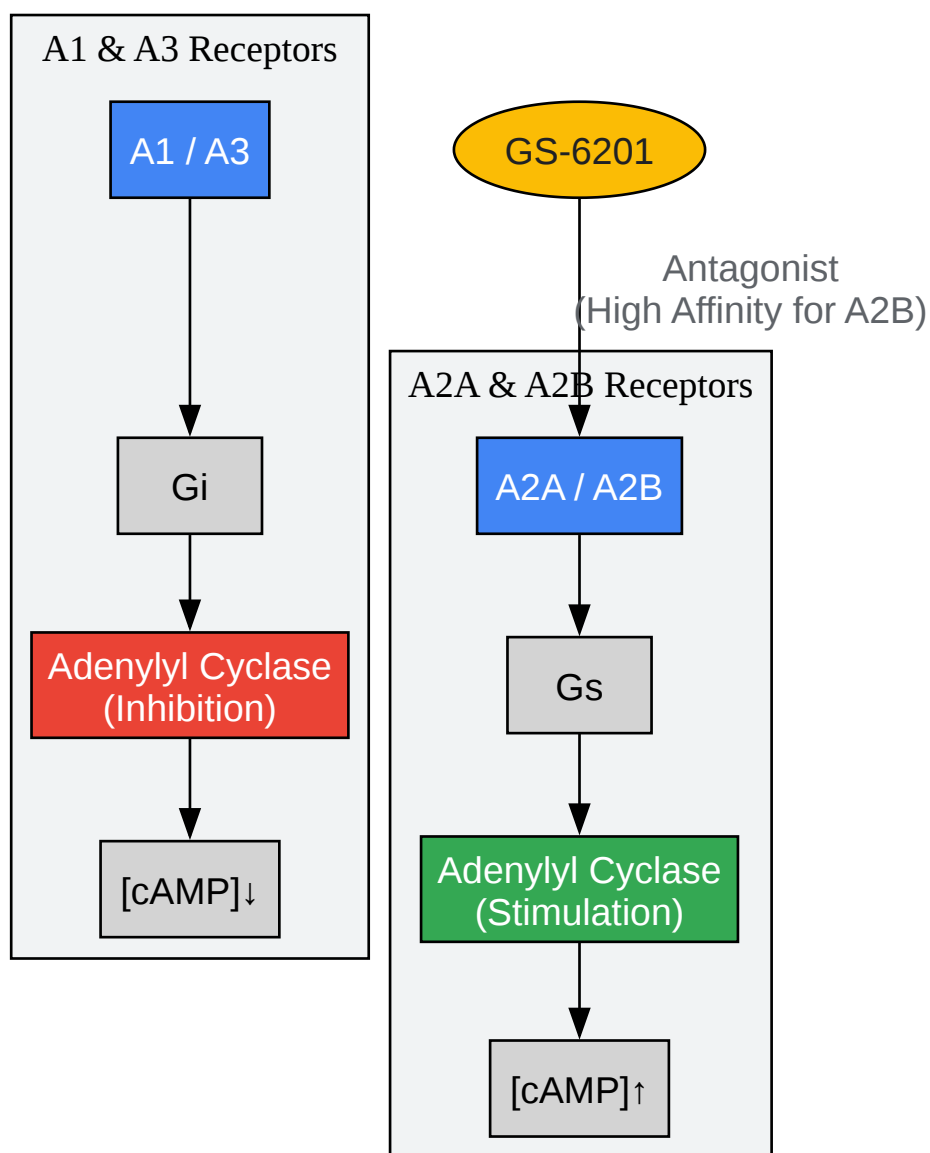 A1 & A3 Receptors
A1 / A3
Gi
Adenylyl Cyclase
(Inhibition)
[cAMP]↓
GS-6201
Antagonist
(High Affinity for A2B)
A2A & A2B Receptors
A2A / A2B
Gs
Adenylyl Cyclase
(Stimulation)
[cAMP]↑